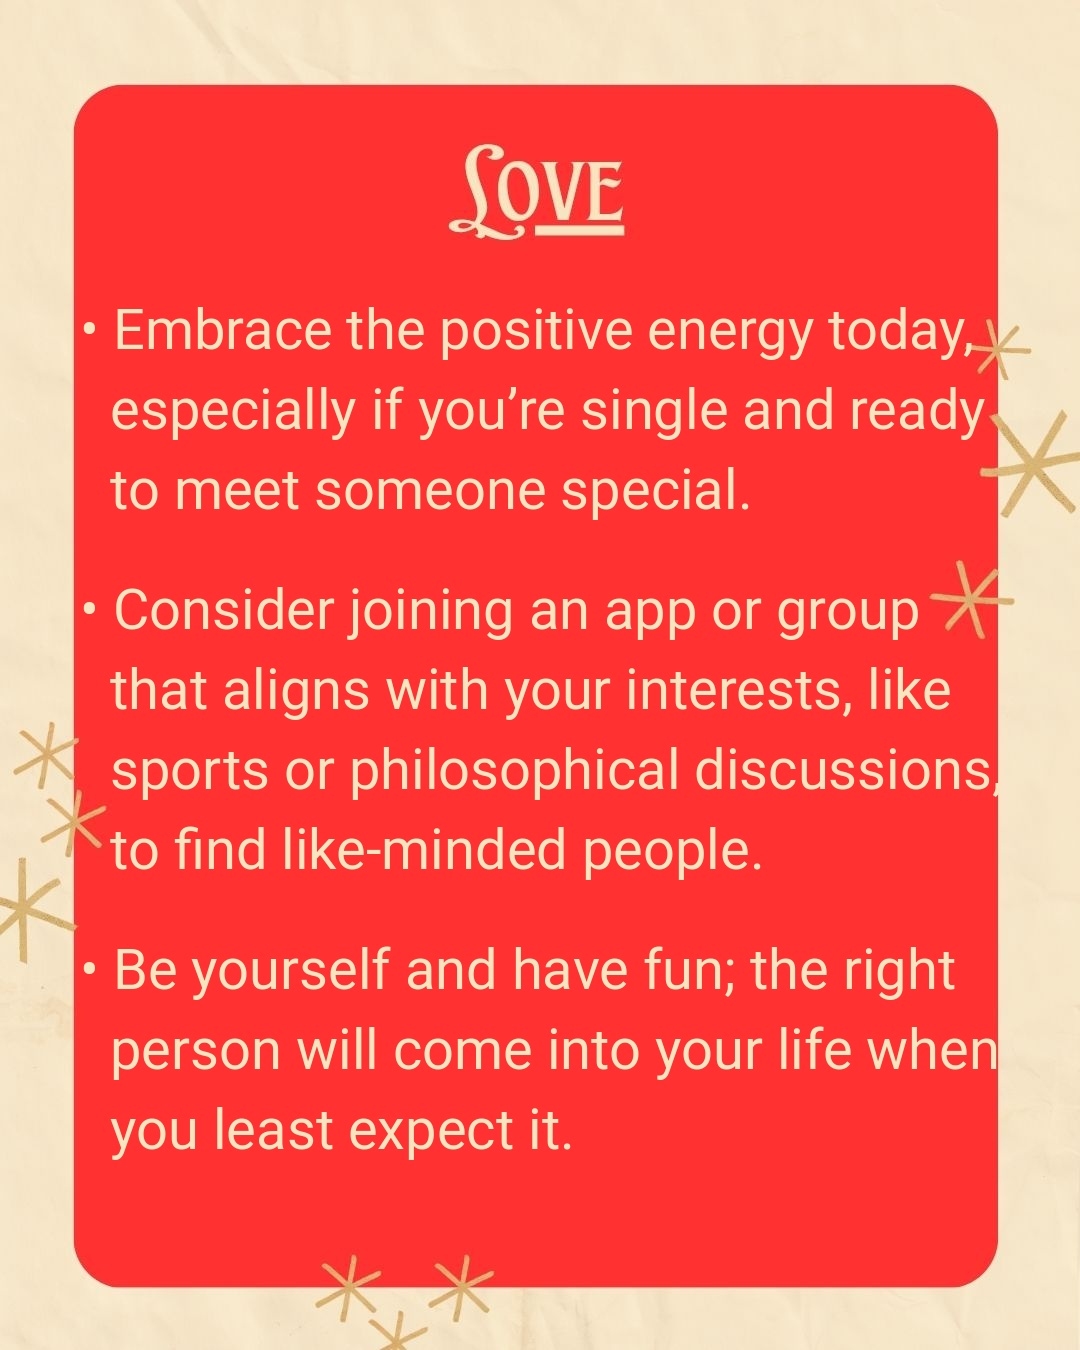 Love
• Embrace the positive energy today,
especially if you’re single and ready
to meet someone special.
• Consider joining an app or group
that aligns with your interests, like
sports or philosophical discussions,
to find like-minded people.
• Be yourself and have fun; the right
person will come into your life when
you least expect it.